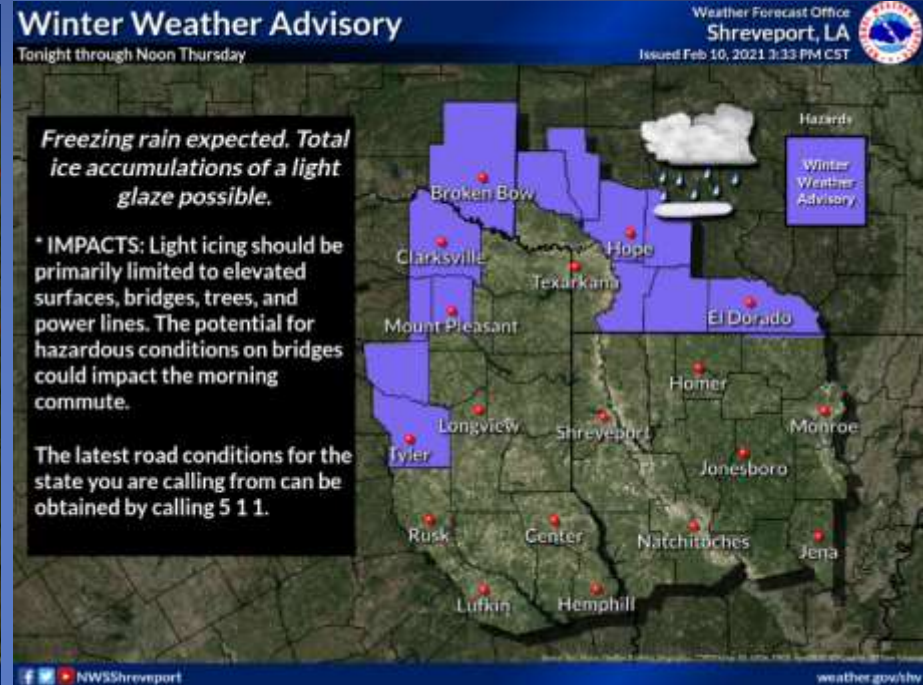 Winter Weather Advisory
Tonight through Noon Thursday
Weather Forecast Office
Shreveport, LA
Issued Feb 10, 2021 3:33 PM CST
Freezing rain expected. Total
ice accumulations of a light
glaze possible.
* IMPACTS: Light icing should be
primarily limited to elevated
surfaces, bridges, trees, and
power lines. The potential for
hazardous conditions on bridges
could impact the morning
commute.
The latest road conditions for the
state you are calling from can be
obtained by calling 5 1 1.
Hazards
Winter
Weather
Advisory
Broken Bow
Clarksville
Hope
Texarkana
Mount Pleasant
El Dorado
Homer
Longview
Shreveport
Monroe
Tyler
Jonesboro
Rusk
Center
Natchitoches
Jena
Lufkin
Hemphill
NWSShreveport
weather.gov/shv